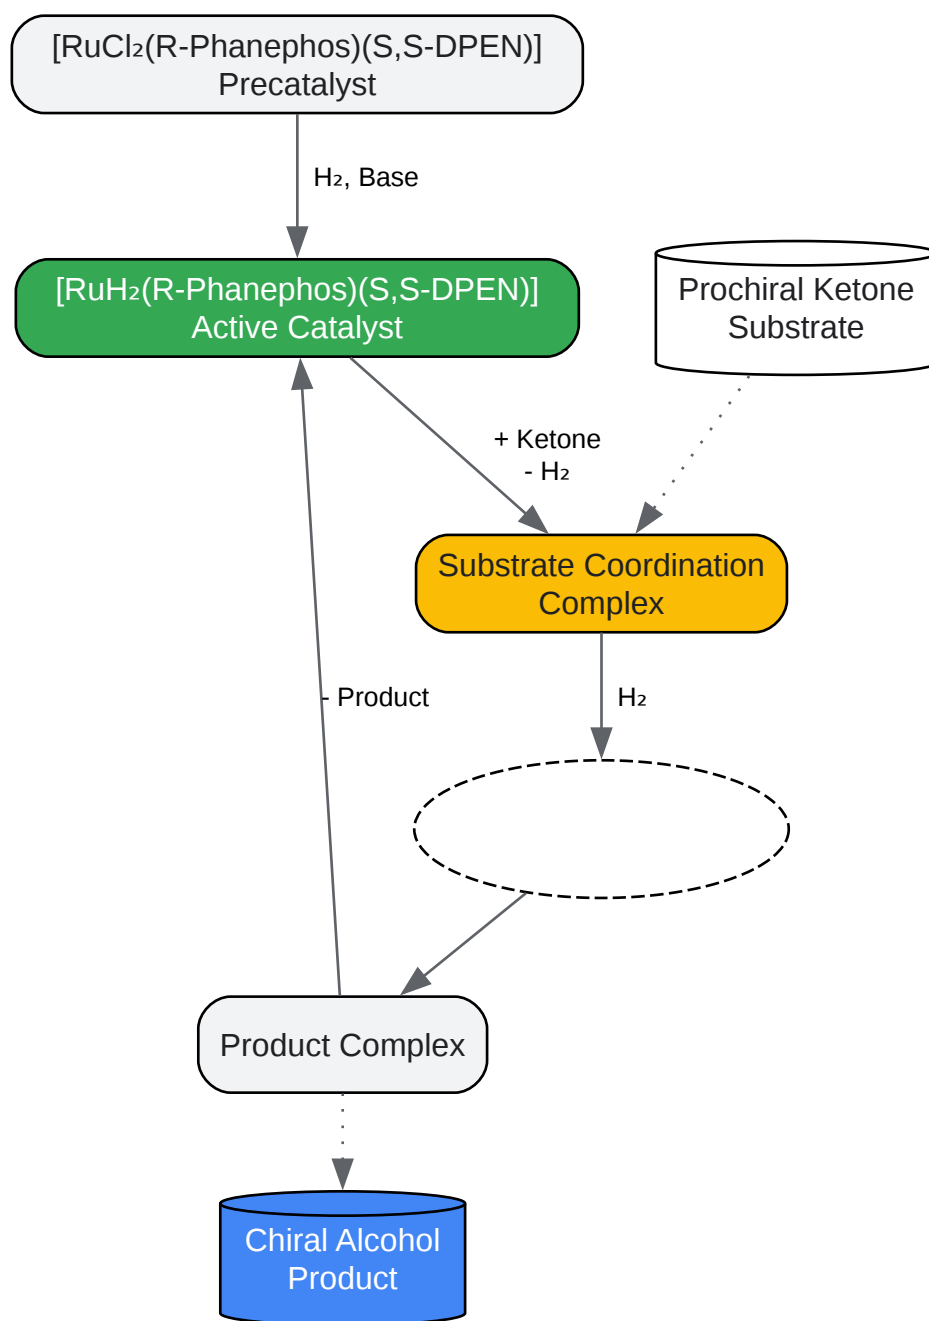 [RuCl₂(R-Phanephos)(S,S-DPEN)]
Precatalyst
H₂, Base
[RuH₂(R-Phanephos)(S,S-DPEN)]
Active Catalyst
Prochiral Ketone
Substrate
+ Ketone
- H₂
Substrate Coordination
Complex
- Product
H₂
Product Complex
Chiral Alcohol
Product